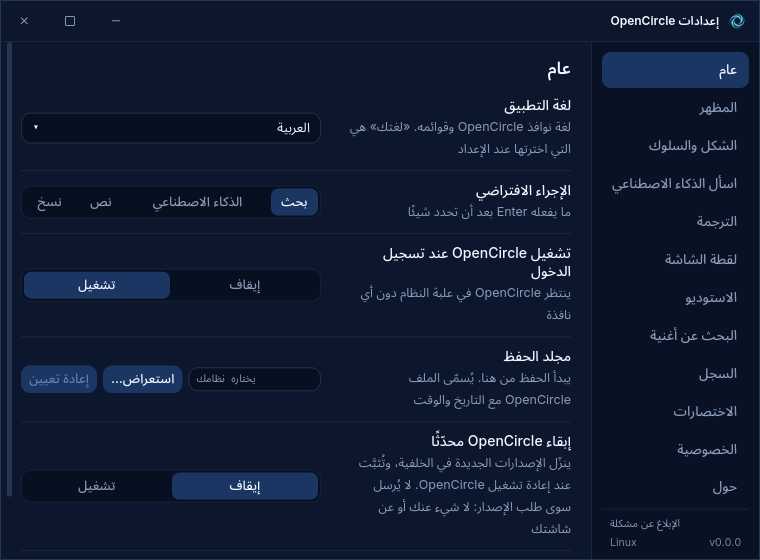 إعدادات OpenCircle
عام
المظهر
الشكل والسلوك
اسأل الذكاء الاصطناعي
الترجمة
لقطة الشاشة
الاستوديو
البحث عن أغنية
السجل
الاختصارات
الخصوصية
حول
الإبلاغ عن مشكلة
Linux v0.0.0
عام
لغة التطبيق
لغة نوافذ OpenCircle وقوائمه. «لغتك» هي
التي اخترتها عند الإعداد
العربية
الإجراء الافتراضي
ما يفعله Enter بعد أن تحدد شيئًا
بحث
الذكاء الاصطناعي
نص
نسخ
تشغيل OpenCircle عند تسجيل
الدخول
ينتظر OpenCircle في علبة النظام دون أي
نافذة
إيقاف
تشغيل
مجلد الحفظ
يبدأ الحفظ من هنا. يُسمّى الملف
OpenCircle مع التاريخ والوقت
يختاره نظامك
استعراض...
إعادة تعيين
إبقاء OpenCircle محدّثًا
ينزّل الإصدارات الجديدة في الخلفية، وتُثبَّت
عند إعادة تشغيل OpenCircle. لا يُرسل
سوى طلب الإصدار: لا شيء عنك أو عن
شاشتك
إيقاف
تشغيل